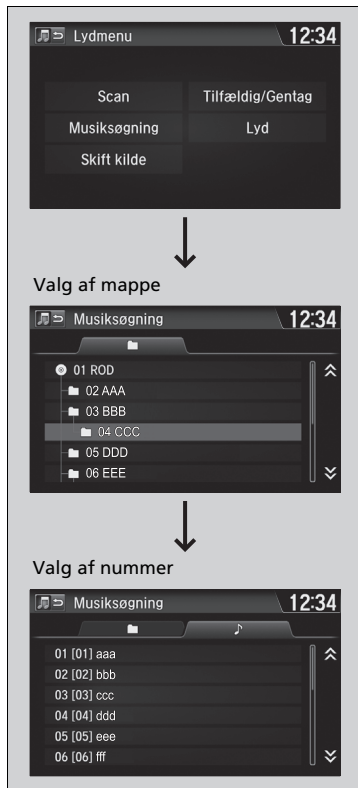 Lydmenu 12:34
Scan Tilfældig/Gentag
Musiksøgning Lyd
Skift kilde
Valg af mappe
Musiksøgning 12:34
01 ROD
02 AAA
03 BBB
04 CCC
05 DDD
06 EEE
Valg af nummer
Musiksøgning 12:34
01 [01] aaa
02 [02] bbb
03 [03] ccc
04 [04] ddd
05 [05] eee
06 [06] fff